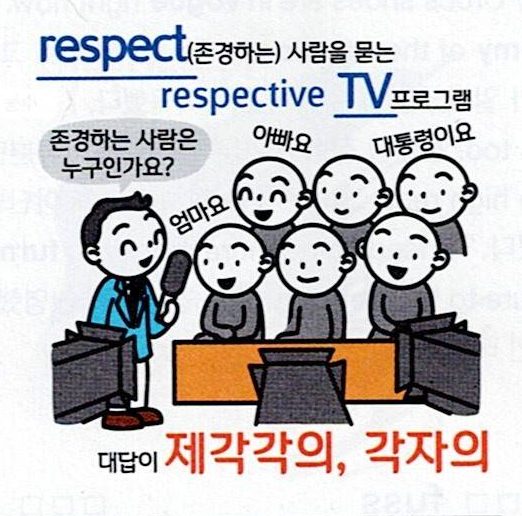 respect(존경하는) 사람을 묻는
respective TV프로그램
존경하는 사람은
누구인가요?
아빠요
대통령이요
엄마요
대답이 제각각의, 각자의